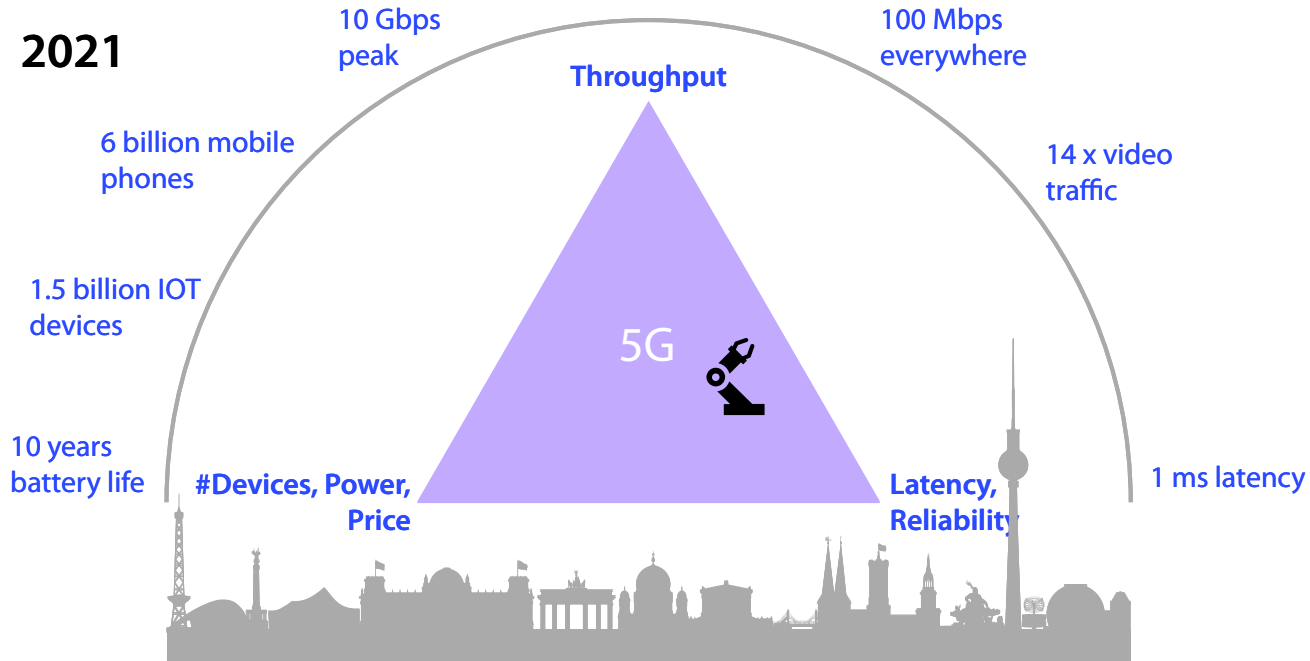 2021
10 Gbps
peak
100 Mbps
everywhere
Throughput
6 billion mobile
phones
14 x video
traffic
1.5 billion IOT
devices
5G
10 years
battery life
#Devices, Power,
Price
Latency,
Reliability
1 ms latency